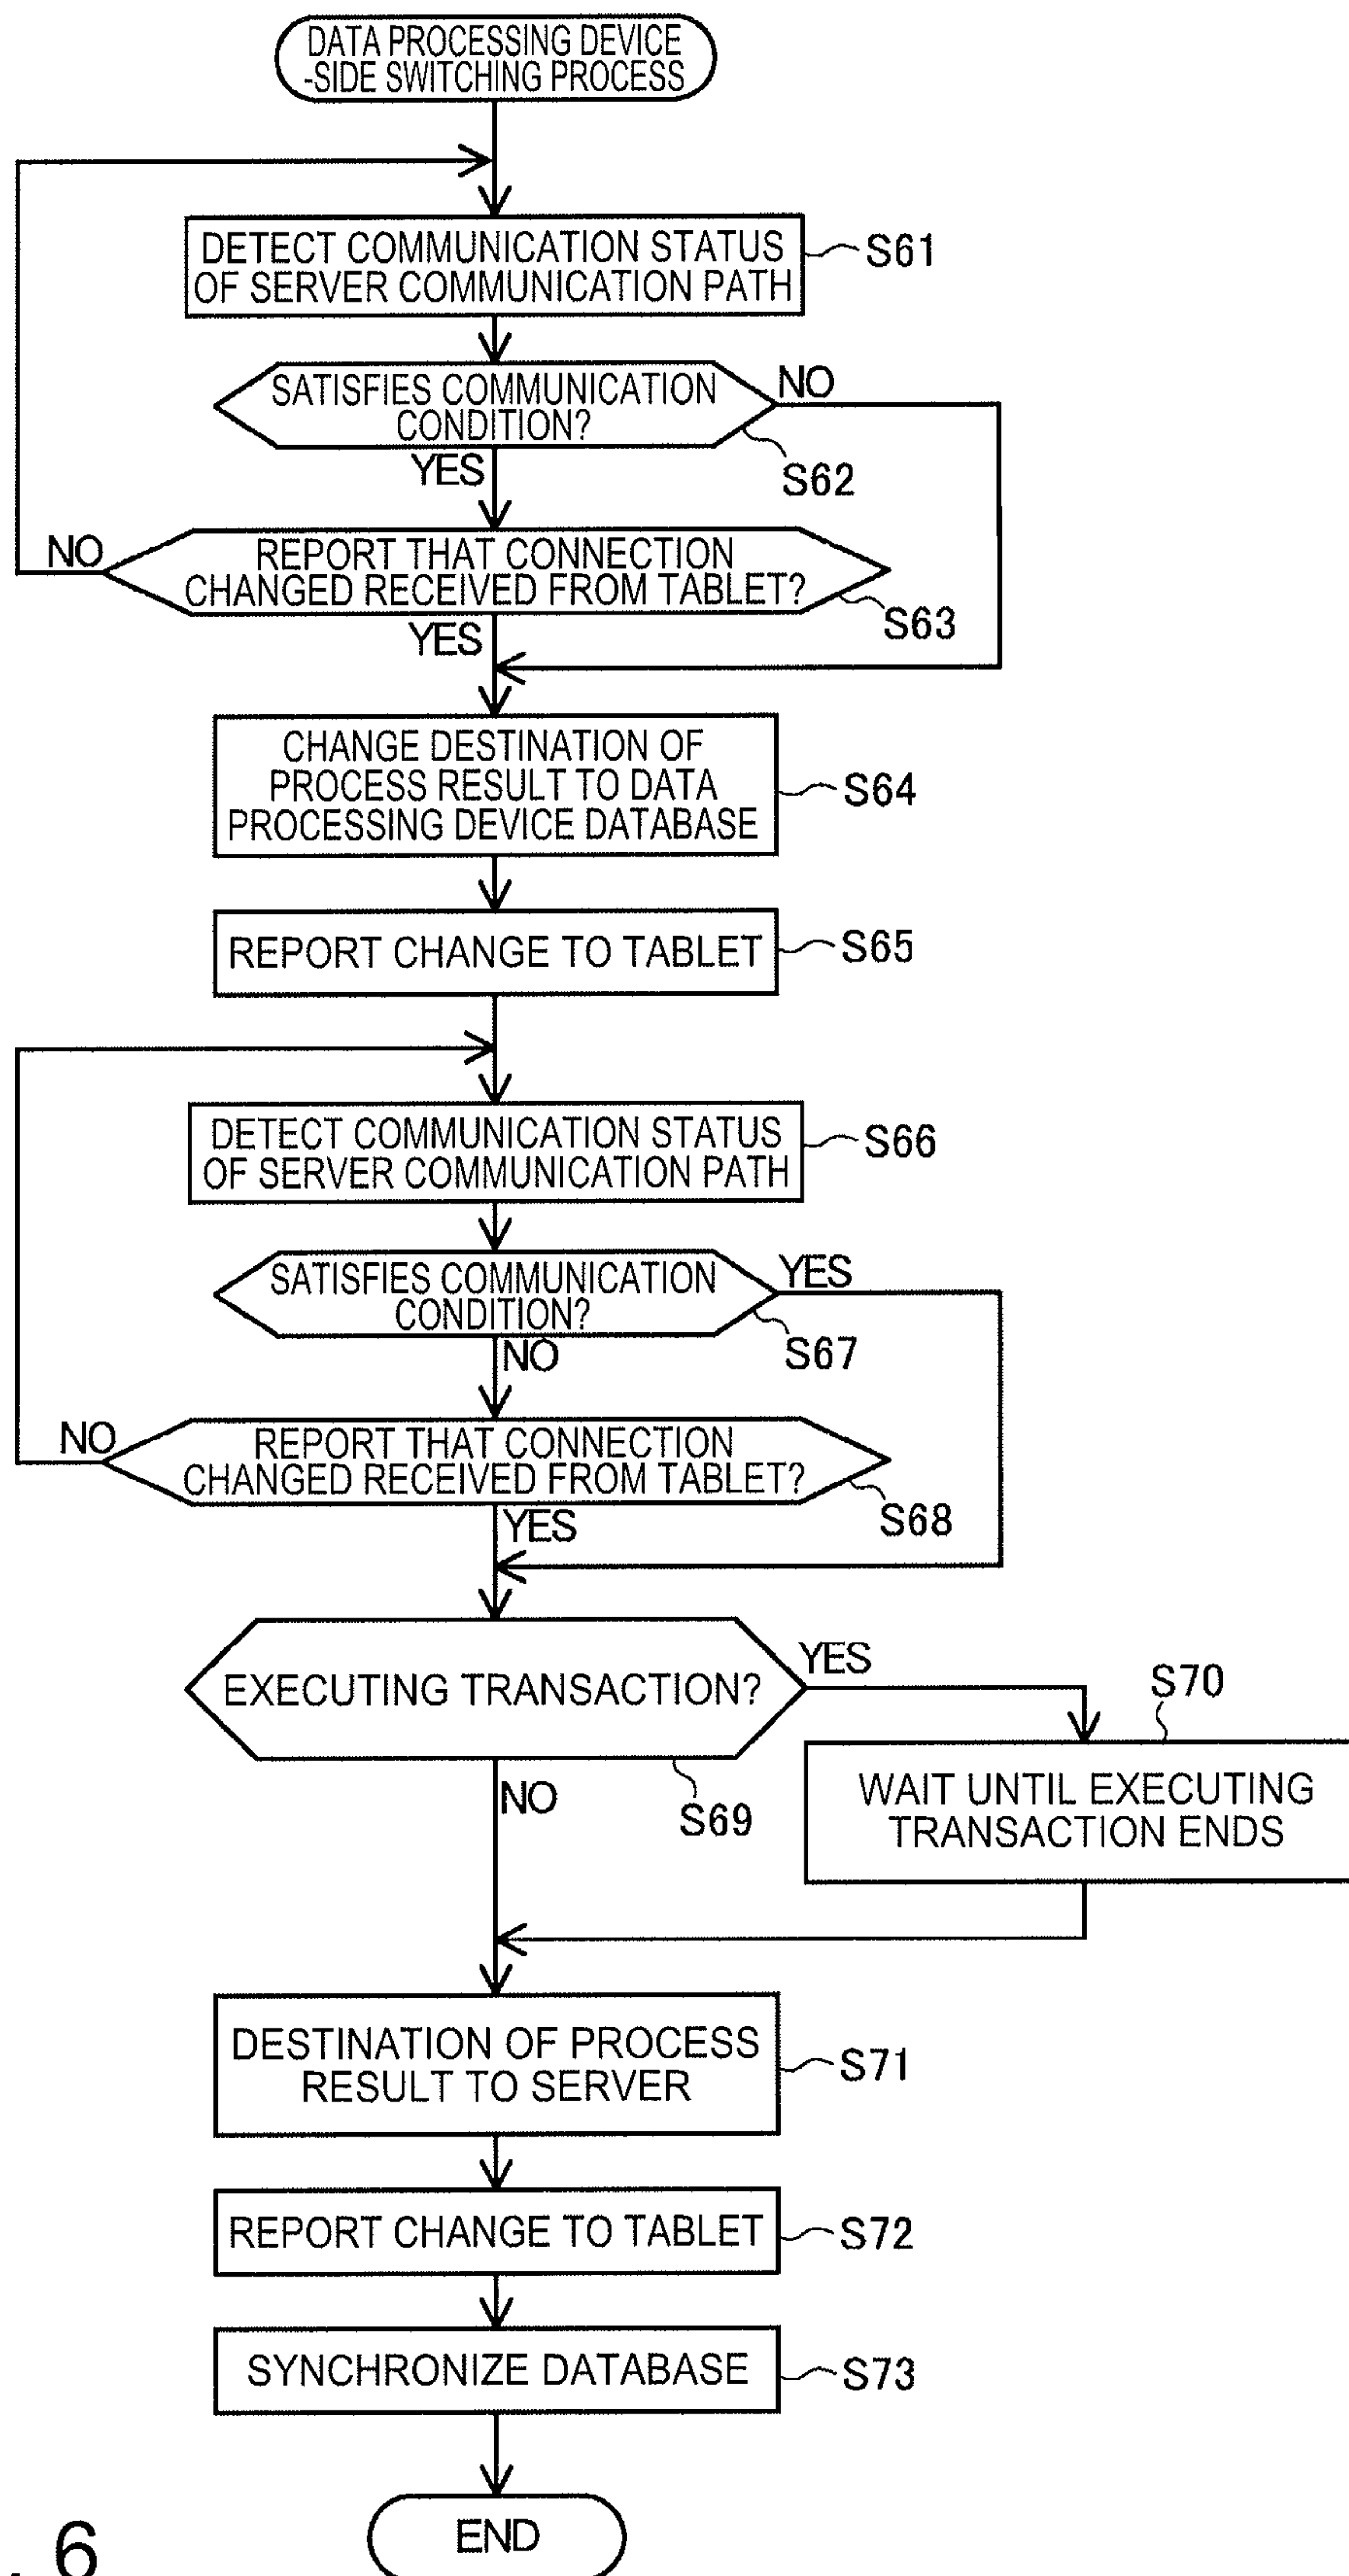 DATA PROCESSING DEVICE
-SIDE SWITCHING PROCESS
DETECT COMMUNICATION STATUS
OF SERVER COMMUNICATION PATH
S61
SATISFIES COMMUNICATION
CONDITION?
NO
S62
YES
REPORT THAT CONNECTION
CHANGED RECEIVED FROM TABLET?
NO
S63
YES
CHANGE DESTINATION OF
PROCESS RESULT TO DATA
PROCESSING DEVICE DATABASE
S64
REPORT CHANGE TO TABLET
S65
DETECT COMMUNICATION STATUS
OF SERVER COMMUNICATION PATH
S66
SATISFIES COMMUNICATION
CONDITION?
YES
S67
NO
REPORT THAT CONNECTION
CHANGED RECEIVED FROM TABLET?
NO
S68
YES
EXECUTING TRANSACTION?
YES
S69
NO
S70
WAIT UNTIL EXECUTING
TRANSACTION ENDS
DESTINATION OF PROCESS
RESULT TO SERVER
S71
REPORT CHANGE TO TABLET
S72
SYNCHRONIZE DATABASE
S73
END
. 6